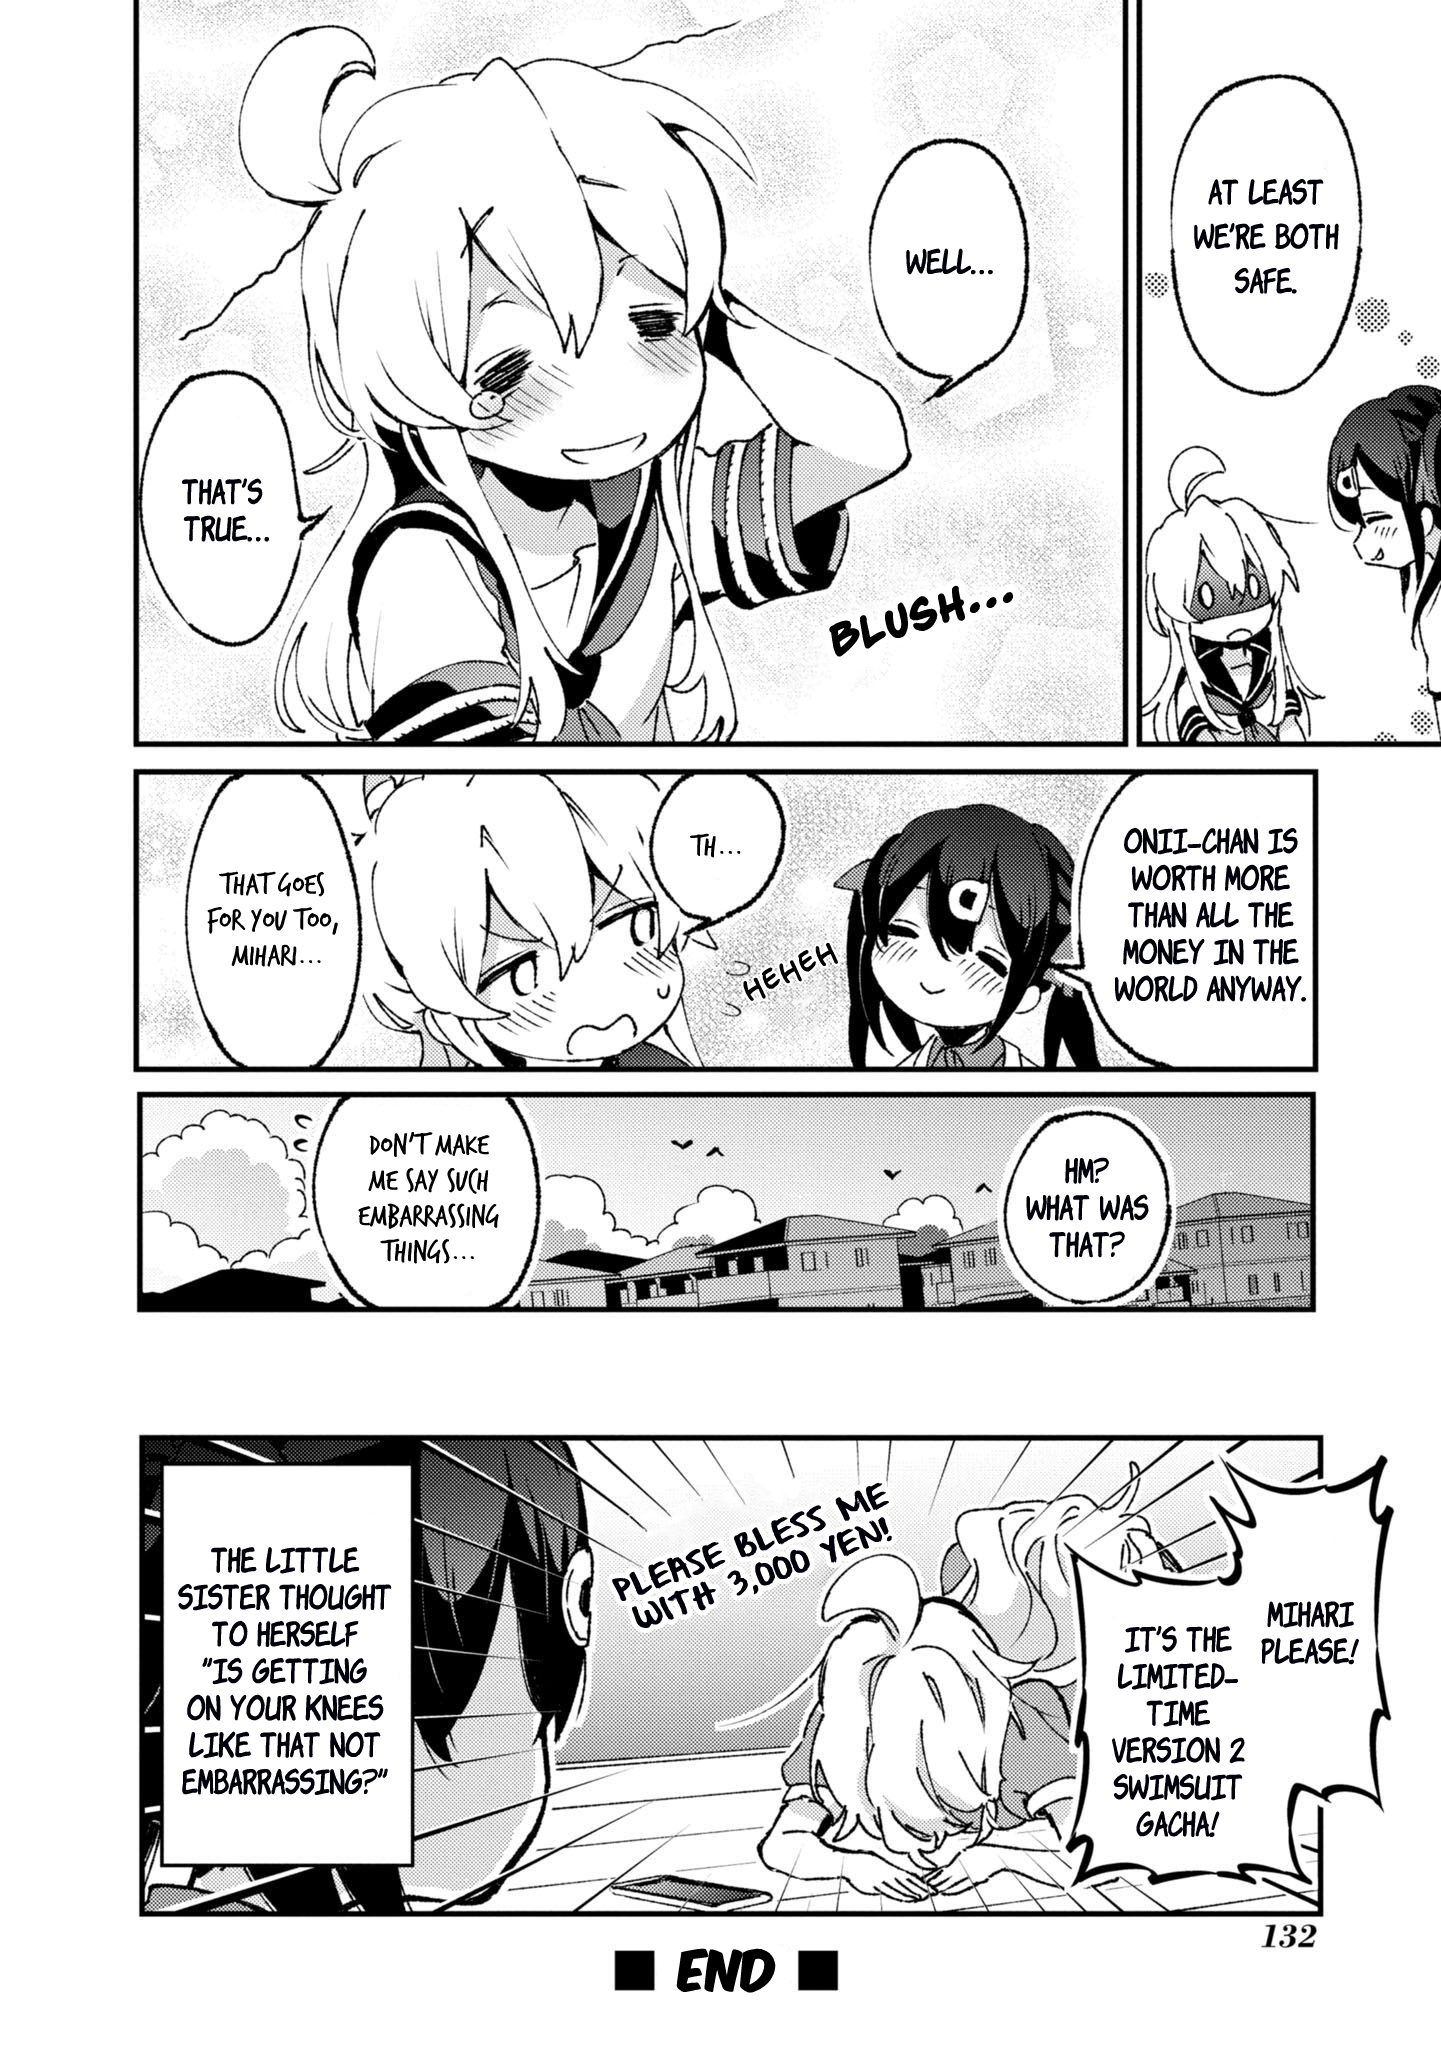 AT LEAST
WE'RE BOTH
SAFE.
WELL...
THAT'S
TRUE...
BLUSH...
ONII-CHAN IS
WORTH MORE
THAN ALL THE
MONEY IN THE
WORLD ANYWAY.
HEHEH
TH...
THAT GOES
FOR YOU TOO,
MIHARI...
HM?
WHAT WAS
THAT?
DON'T MAKE
ME SAY SUCH
EMBARRASSING
THINGS...
MIHARI
PLEASE!
IT'S THE
LIMITED-
TIME
VERSION 2
SWIMSUIT
GACHA!
PLEASE BLESS ME
WITH 3,000 YEN!
THE LITTLE
SISTER THOUGHT
TO HERSELF
"IS GETTING
ON YOUR KNEES
LIKE THAT NOT
EMBARRASSING?"
132
■ END ■